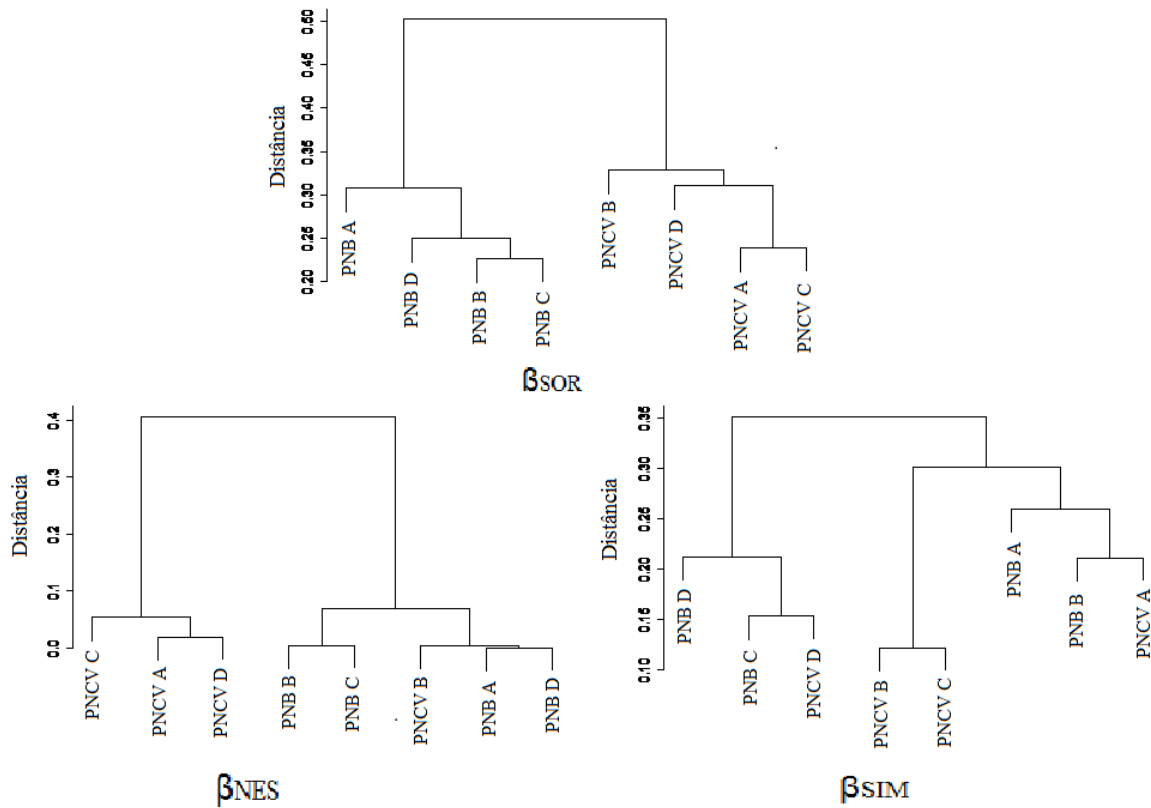 0.50
0.45
0.40
0.35
0.30
0.25
0.20
Distância
PNB A
PNB D
PNB B
PNB C
PNCV B
PNCV D
PNCV A
PNCV C
βSOR
0.4
0.3
0.2
0.1
0.0
Distância
PNCV C
PNCV A
PNCV D
PNB B
PNB C
PNCV B
PNB A
PNB D
βNES
0.35
0.30
0.25
0.20
0.15
0.10
Distância
PNB D
PNB C
PNCV D
PNCV B
PNCV C
PNB A
PNB B
PNCV A
βSIM